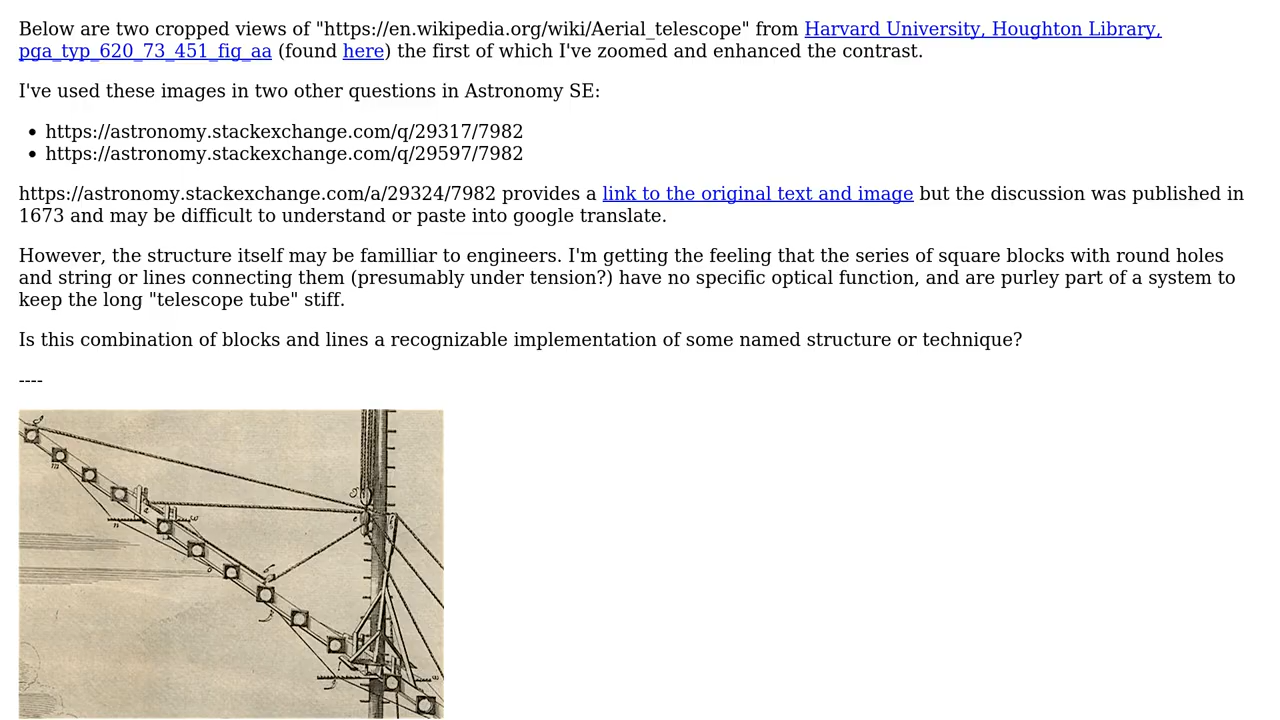 Below are two cropped views of "https://en.wikipedia.org/wiki/Aerial_telescope" from Harvard University, Houghton Library,
pga_typ_620_73_451_fig_aa (found here) the first of which I've zoomed and enhanced the contrast.
I've used these images in two other questions in Astronomy SE:
• https://astronomy.stackexchange.com/q/29317/7982
• https://astronomy.stackexchange.com/q/29597/7982
https://astronomy.stackexchange.com/a/29324/7982 provides a link to the original text and image but the discussion was published in
1673 and may be difficult to understand or paste into google translate.
However, the structure itself may be familliar to engineers. I'm getting the feeling that the series of square blocks with round holes
and string or lines connecting them (presumably under tension?) have no specific optical function, and are purley part of a system to
keep the long "telescope tube" stiff.
Is this combination of blocks and lines a recognizable implementation of some named structure or technique?
----